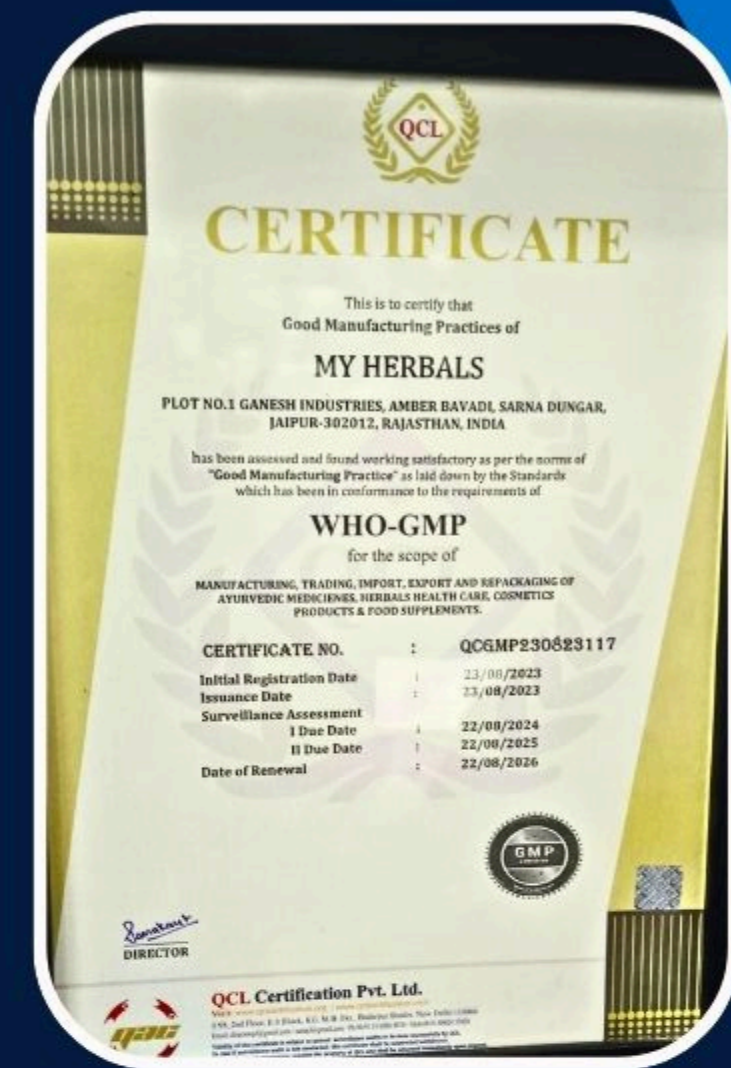 QCL
CERTIFICATE
This is to certify that
Good Manufacturing Practices of
MY HERBALS
PLOT NO.1 GANESH INDUSTRIES, AMBER BAVADI, SARNA DUNGAR,
JAIPUR-302012, RAJASTHAN, INDIA
has been assessed and found working satisfactory as per the norms of
"Good Manufacturing Practice" as laid down by the Standards
which has been in conformance to the requirements of
WHO-GMP
for the scope of
MANUFACTURING, TRADING, IMPORT, EXPORT AND REPACKAGING OF
AYURVEDIC MEDICIENES, HERBALS HEALTH CARE, COSMETICS
PRODUCTS & FOOD SUPPLEMENTS.
CERTIFICATE NO. : QCGMP230823117
Initial Registration Date : 23/08/2023
Issuance Date : 23/08/2023
Surveillance Assessment
I Due Date : 22/08/2024
II Due Date : 22/08/2025
Date of Renewal : 22/08/2026
GMP
DIRECTOR
qac
QCL Certification Pvt. Ltd.